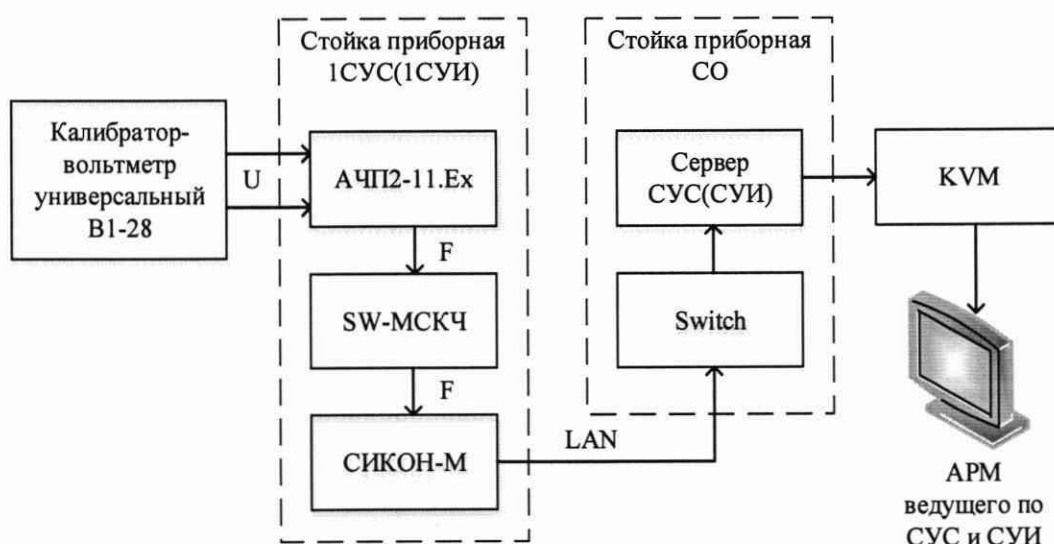 Стойка приборная
1СУС(1СУИ)
Стойка приборная
СО
Калибратор-
вольтметр
универсальный
В1-28
U
АЧП2-11.Ex
F
SW-МСКЧ
F
СИКОН-М
LAN
Сервер
СУС(СУИ)
Switch
KVM
АРМ
ведущего по
СУС и СУИ